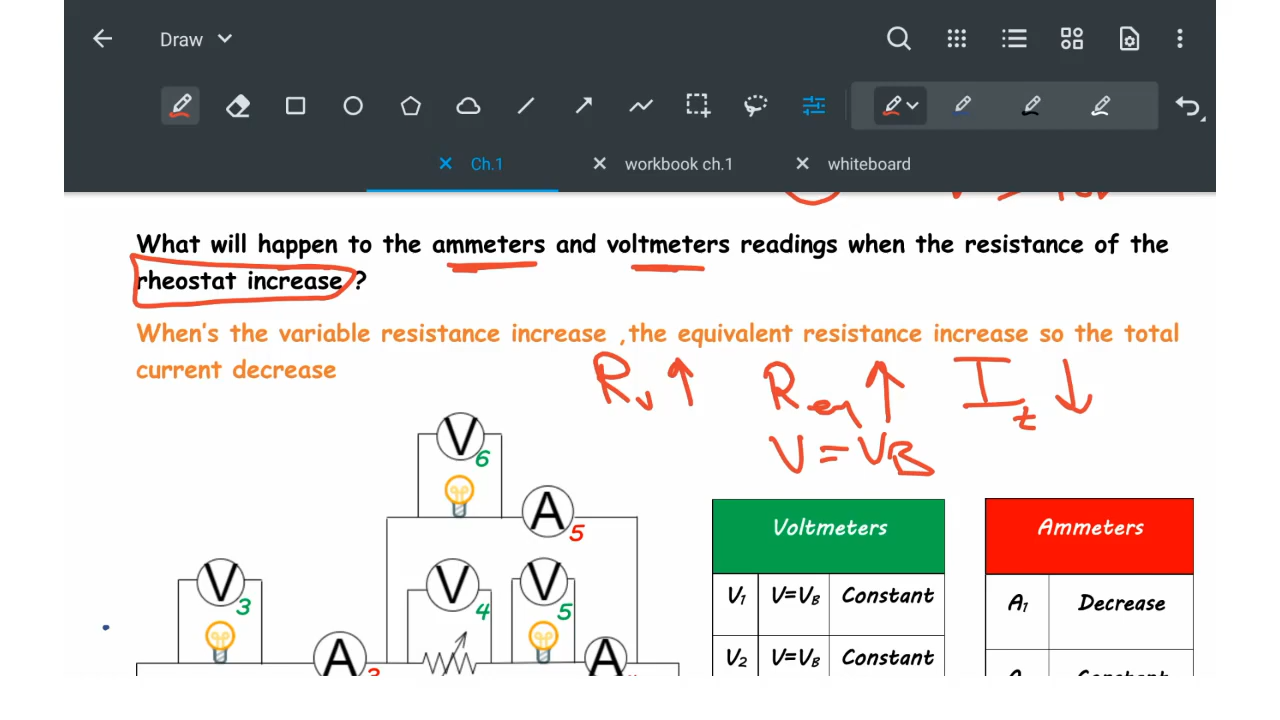 Draw
Ch.1
workbook ch.1
whiteboard
What will happen to the ammeters and voltmeters readings when the resistance of the
rheostat increase ?
When's the variable resistance increase ,the equivalent resistance increase so the total
current decrease
Rv ↑ Req ↑ It ↓
V = VB
V
6
A
5
V
3
V
4
V
5
A
A
Voltmeters
V1 V=VB Constant
V2 V=VB Constant
Ammeters
A1 Decrease